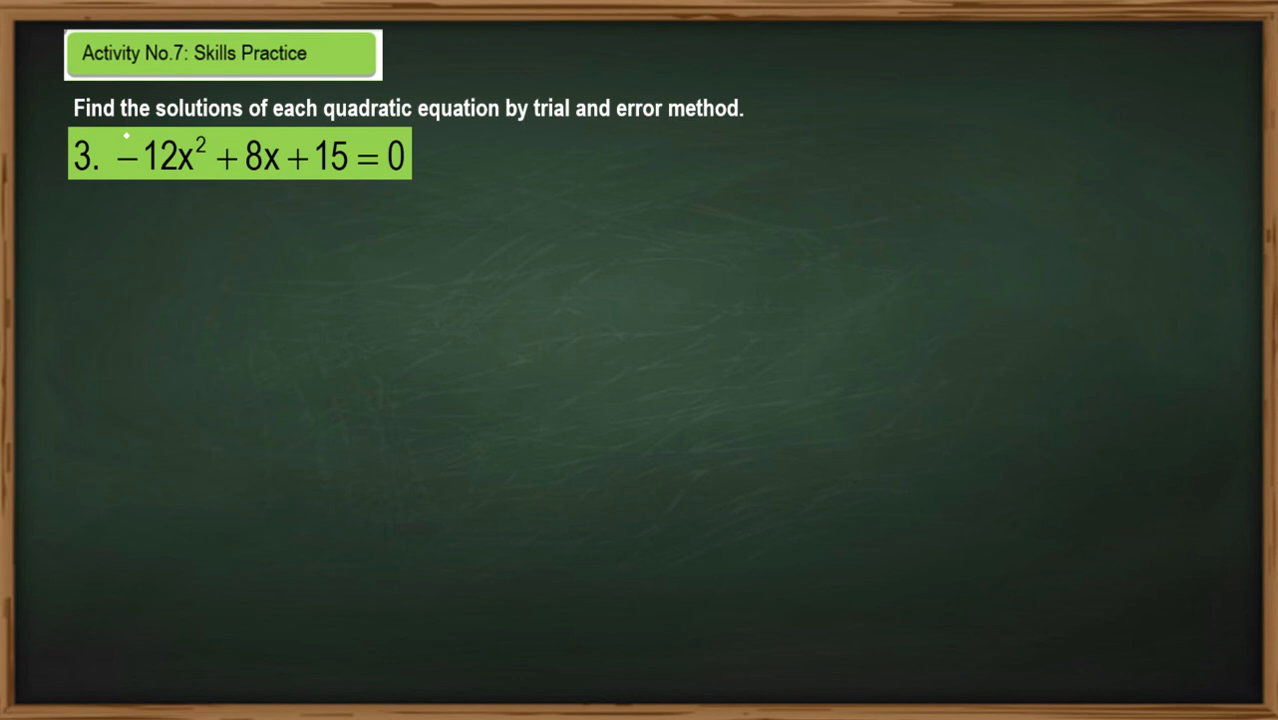 Activity No.7: Skills Practice
Find the solutions of each quadratic equation by trial and error method.
3. −12x² + 8x + 15 = 0